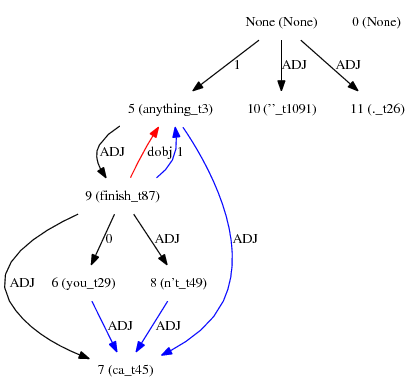 None (None) 0 (None)
1 ADJ ADJ
5 (anything_t3) 10 (''_t1091) 11 (._t26)
ADJ dobj 1
9 (finish_t87)
ADJ 0 ADJ ADJ
6 (you_t29) 8 (n't_t49)
ADJ ADJ
7 (ca_t45)